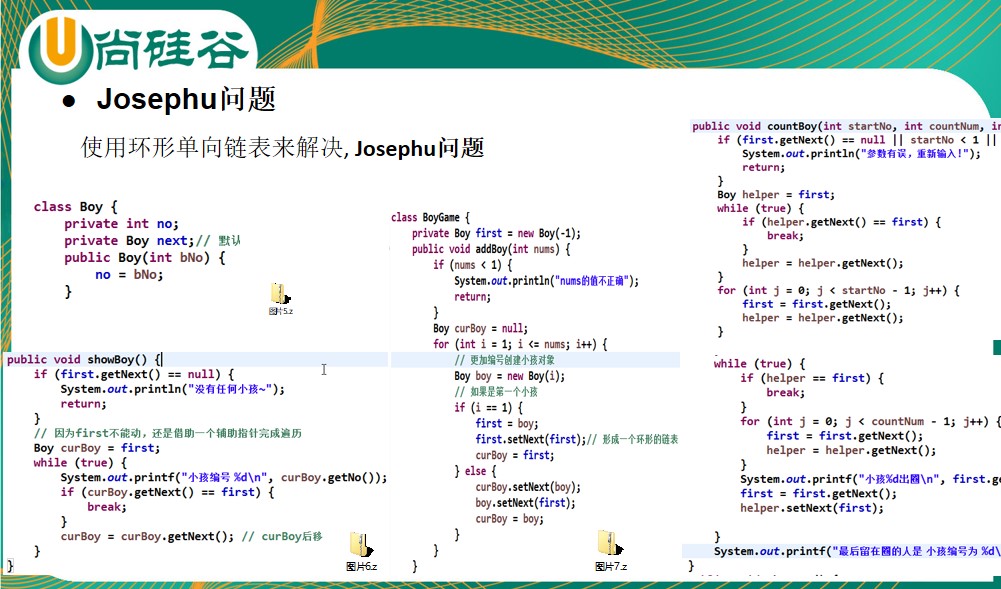 尚硅谷
● Josephu问题
使用环形单向链表来解决, Josephu问题
class Boy {
private int no;
private Boy next;// 默认
public Boy(int bNo) {
no = bNo;
}
图片5.z
public void showBoy() {
if (first.getNext() == null) {
System.out.println("没有任何小孩~");
return;
}
// 因为first不能动，还是借助一个辅助指针完成遍历
Boy curBoy = first;
while (true) {
System.out.printf("小孩编号 %d\n", curBoy.getNo());
if (curBoy.getNext() == first) {
break;
}
curBoy = curBoy.getNext(); // curBoy后移
}
}
图片6.z
class BoyGame {
private Boy first = new Boy(-1);
public void addBoy(int nums) {
if (nums < 1) {
System.out.println("nums的值不正确");
return;
}
Boy curBoy = null;
for (int i = 1; i <= nums; i++) {
// 更加编号创建小孩对象
Boy boy = new Boy(i);
// 如果是第一个小孩
if (i == 1) {
first = boy;
first.setNext(first);// 形成一个环形的链表
curBoy = first;
} else {
curBoy.setNext(boy);
boy.setNext(first);
curBoy = boy;
}
}
}
图片7.z
public void countBoy(int startNo, int countNum, in
if (first.getNext() == null || startNo < 1 ||
System.out.println("参数有误，重新输入!");
return;
}
Boy helper = first;
while (true) {
if (helper.getNext() == first) {
break;
}
helper = helper.getNext();
}
for (int j = 0; j < startNo - 1; j++) {
first = first.getNext();
helper = helper.getNext();
}
while (true) {
if (helper == first) {
break;
}
for (int j = 0; j < countNum - 1; j++) {
first = first.getNext();
helper = helper.getNext();
}
System.out.printf("小孩%d出圈\n", first.ge
first = first.getNext();
helper.setNext(first);
}
System.out.printf("最后留在圈的人是 小孩编号为 %d\
}